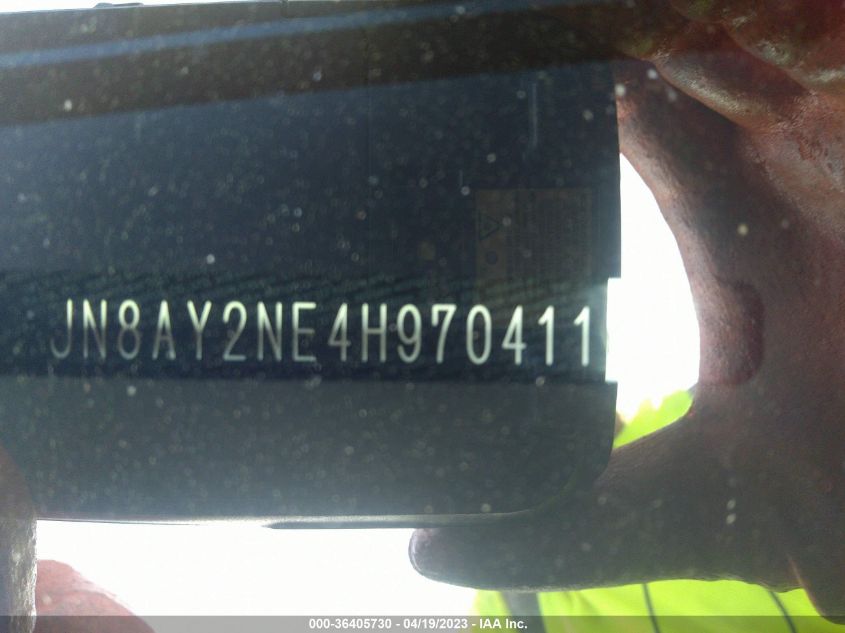 JN8AY2NE4H970411
000-36405730 - 04/19/2023 - IAA Inc.